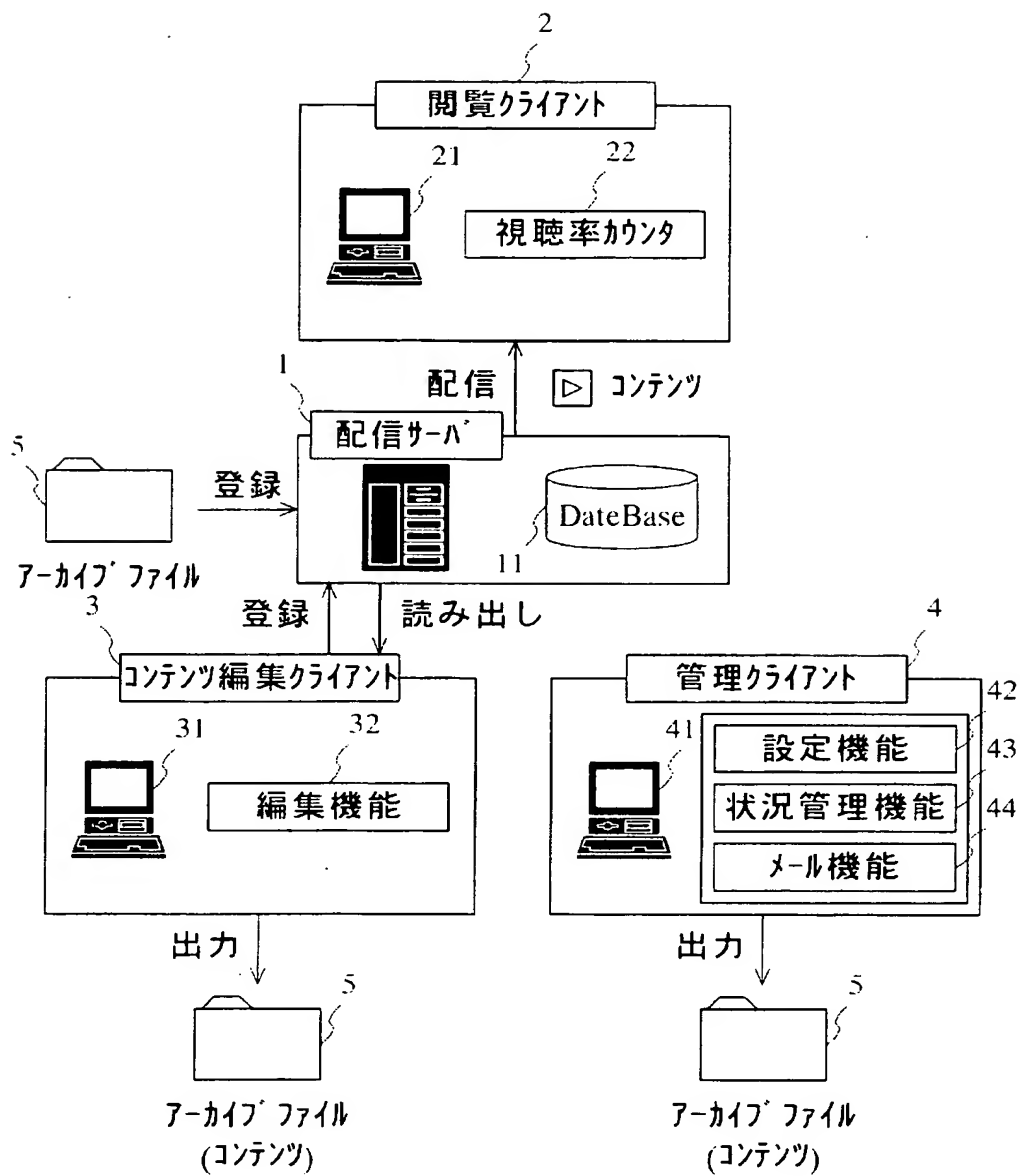 2
閲覧クライアント
21
22
視聴率カウンタ
配信
コンテンツ
1
配信サーバ
5
登録
DateBase
11
アーカイブファイル
登録
読み出し
3
コンテンツ編集クライアント
4
管理クライアント
31
32
編集機能
41
42
設定機能
43
状況管理機能
44
メール機能
出力
出力
5
5
アーカイブファイル
(コンテンツ)
アーカイブファイル
(コンテンツ)